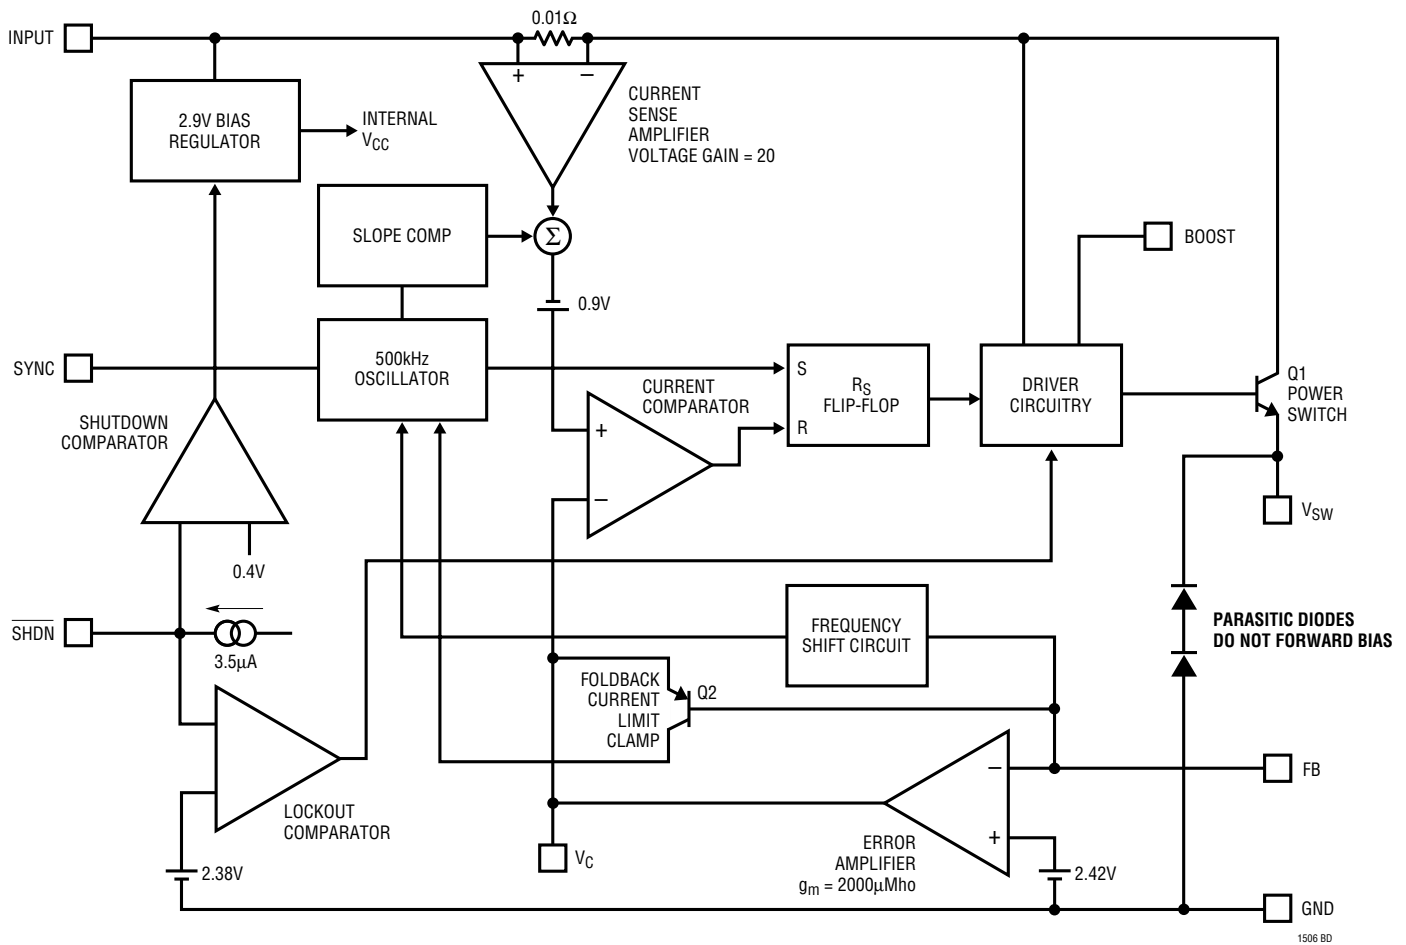 0.01Ω
INPUT
+
–
2.9V BIAS
REGULATOR
INTERNAL
VCC
CURRENT
SENSE
AMPLIFIER
VOLTAGE GAIN = 20
SLOPE COMP
Σ
BOOST
0.9V
SYNC
500kHz
OSCILLATOR
S
R
RS
FLIP-FLOP
DRIVER
CIRCUITRY
Q1
POWER
SWITCH
CURRENT
COMPARATOR
+
–
SHUTDOWN
COMPARATOR
VSW
0.4V
SHDN
3.5µA
FREQUENCY
SHIFT CIRCUIT
PARASITIC DIODES
DO NOT FORWARD BIAS
FOLDBACK
CURRENT
LIMIT
CLAMP
Q2
–
+
FB
LOCKOUT
COMPARATOR
ERROR
AMPLIFIER
gm = 2000µMho
VC
2.38V
2.42V
GND
1506 BD